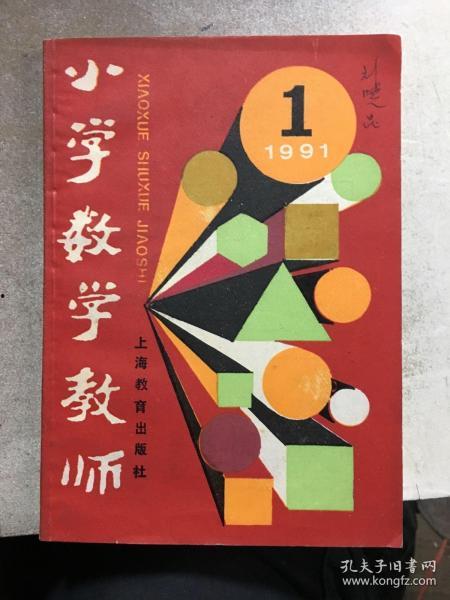 小学数学教师
XIAOXUE SHUXUE JIAOSHI
1
1991
上海教育出版社
孔夫子旧书网
www.kongfz.com